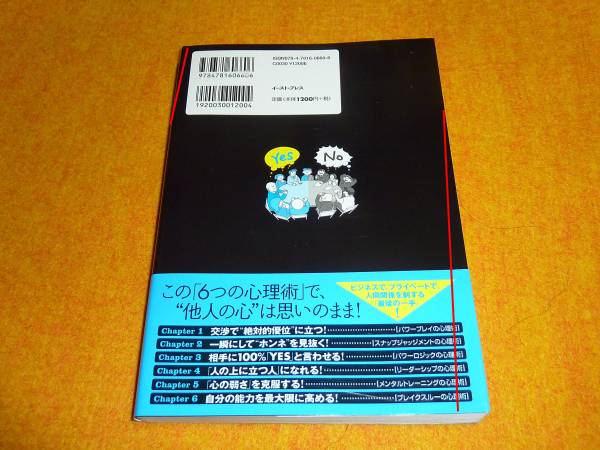 ISBN978-4-7816-0660-6
C0030 ¥1200E
9784781606606
イースト・プレス
定価(本体1200円+税)
1920030012004
Yes
No
この「6つの心理術」で、
“他人の心”は思いのまま!
ビジネスで、プライベートで、
人間関係を制する
「最後の一手」
!
Chapter 1 交渉で“絶対的優位”に立つ! [パワープレイの心理術]
Chapter 2 一瞬にして“ホンネ”を見抜く! [スナップジャッジメントの心理術]
Chapter 3 相手に100%「YES」と言わせる! [パワーロジックの心理術]
Chapter 4 「人の上に立つ人」になれる! [リーダーシップの心理術]
Chapter 5 「心の弱さ」を克服する! [メンタルトレーニングの心理術]
Chapter 6 自分の能力を最大限に高める! [ブレイクスルーの心理術]